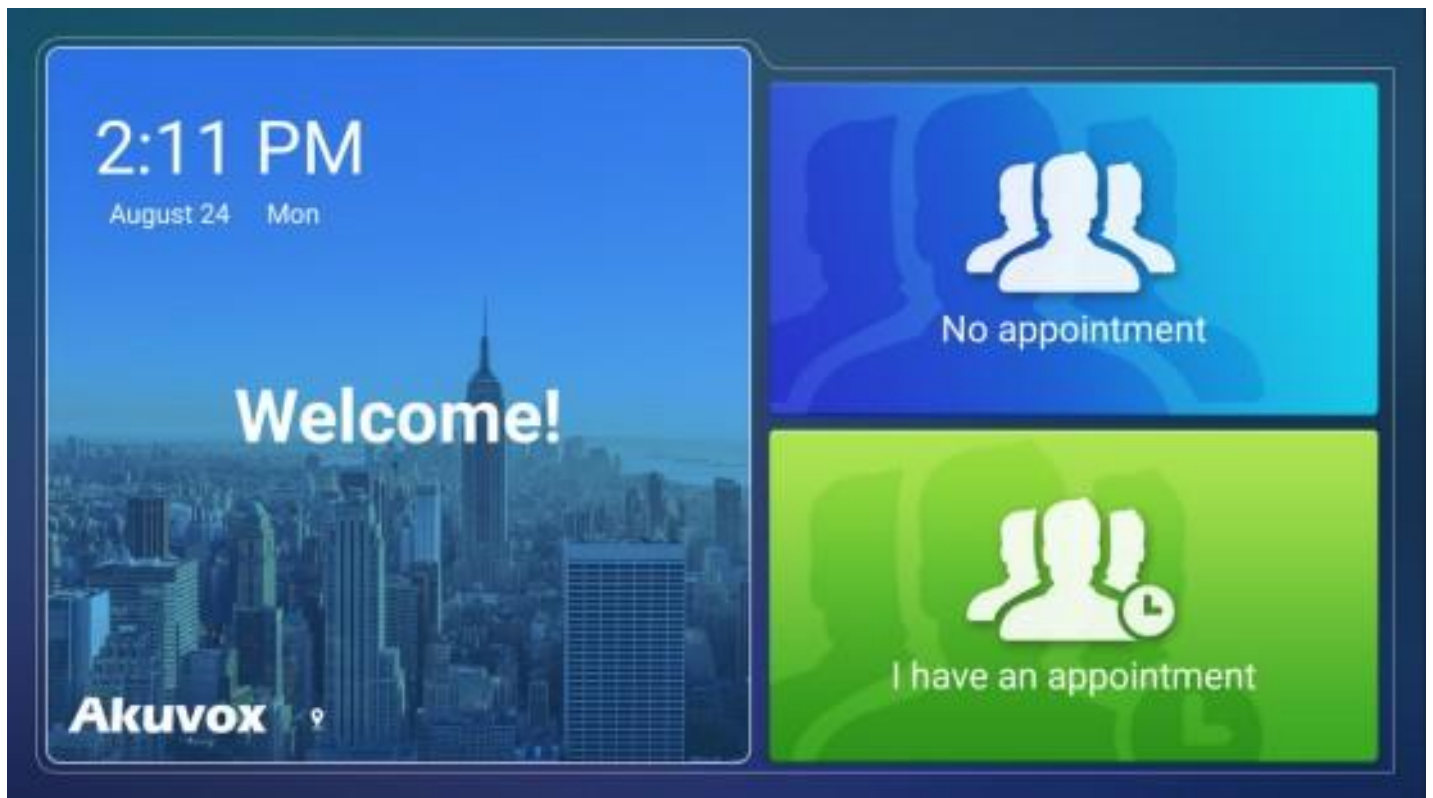 2:11 PM
August 24 Mon
Welcome!
Akuvox
No appointment
I have an appointment